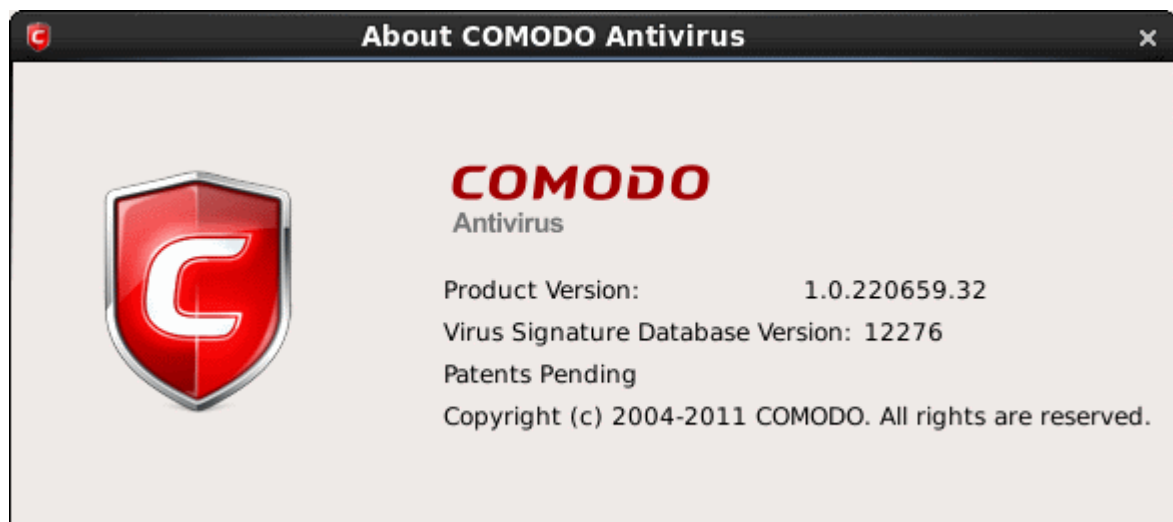 About COMODO Antivirus
COMODO
Antivirus
Product Version: 1.0.220659.32
Virus Signature Database Version: 12276
Patents Pending
Copyright (c) 2004-2011 COMODO. All rights are reserved.